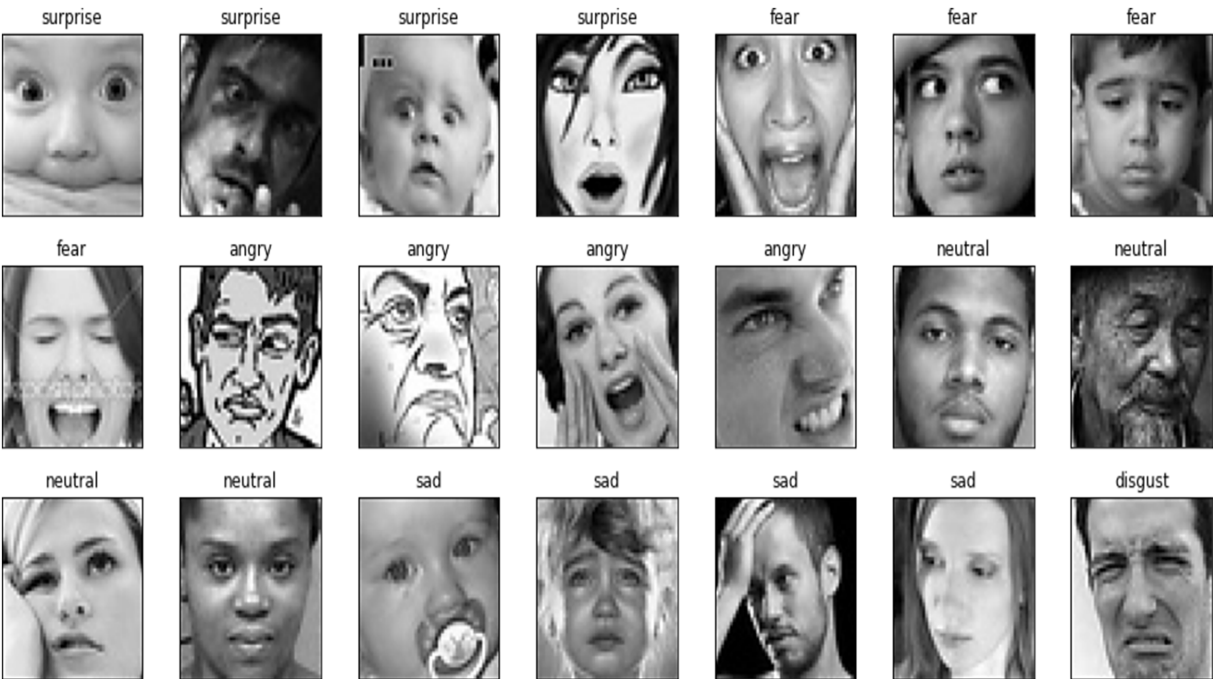 surprise surprise surprise surprise fear fear fear
fear angry angry angry angry neutral neutral
neutral neutral sad sad sad sad disgust